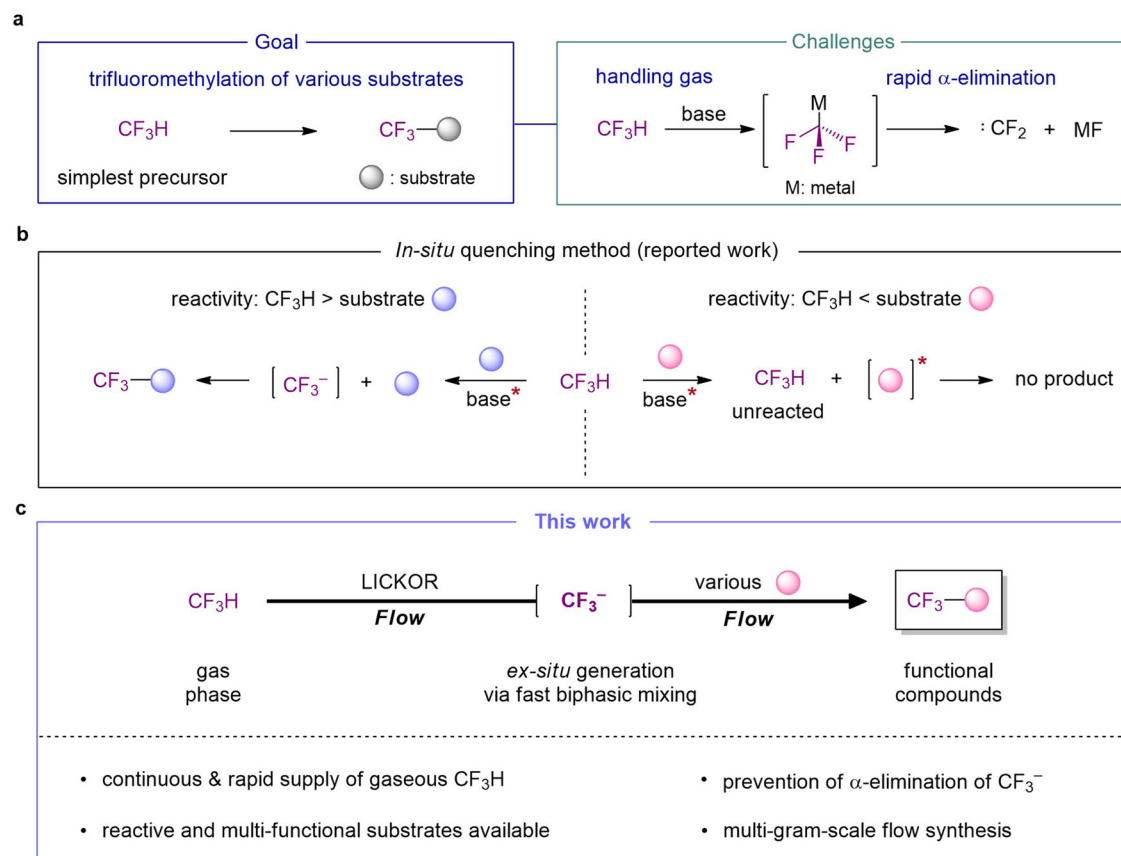 a
Goal
trifluoromethylation of various substrates
CF₃H
CF₃
simplest precursor
: substrate
Challenges
handling gas
rapid α-elimination
CF₃H
base
M
F
F
F
:CF₂ + MF
M: metal
b
In-situ quenching method (reported work)
reactivity: CF₃H > substrate
reactivity: CF₃H < substrate
CF₃
[CF₃⁻] +
base*
CF₃H
base*
CF₃H + [ ]*
no product
unreacted
c
This work
CF₃H
LICKOR
Flow
[CF₃⁻]
various
Flow
CF₃
gas
phase
ex-situ generation
via fast biphasic mixing
functional
compounds
• continuous & rapid supply of gaseous CF₃H
• prevention of α-elimination of CF₃⁻
• reactive and multi-functional substrates available
• multi-gram-scale flow synthesis